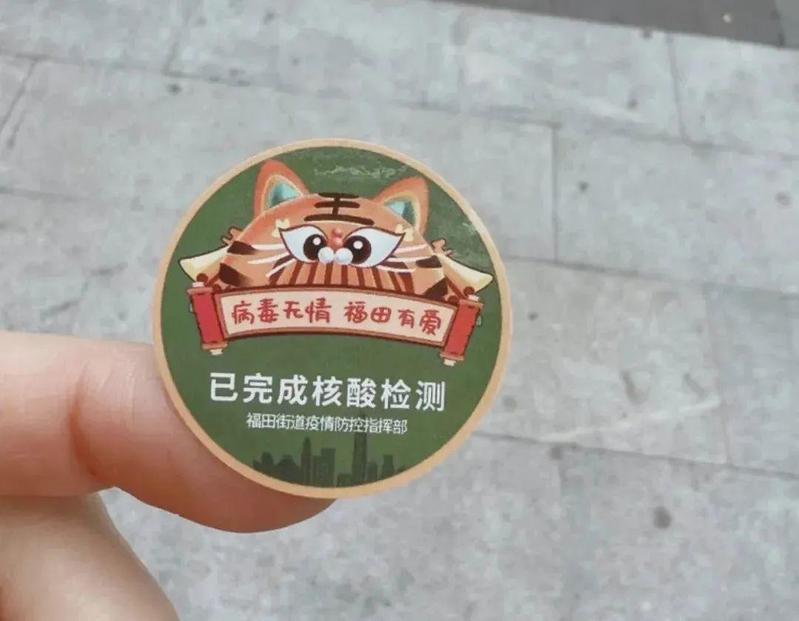 王
病毒无情 福田有爱
已完成核酸检测
福田街道疫情防控指挥部